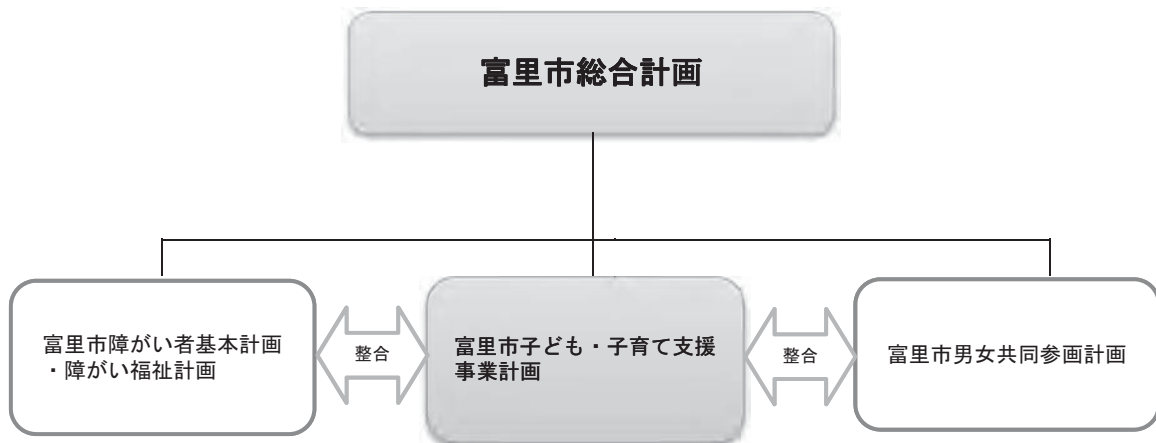 富里市総合計画
富里市障がい者基本計画
・障がい福祉計画
整合
富里市子ども・子育て支援
事業計画
整合
富里市男女共同参画計画